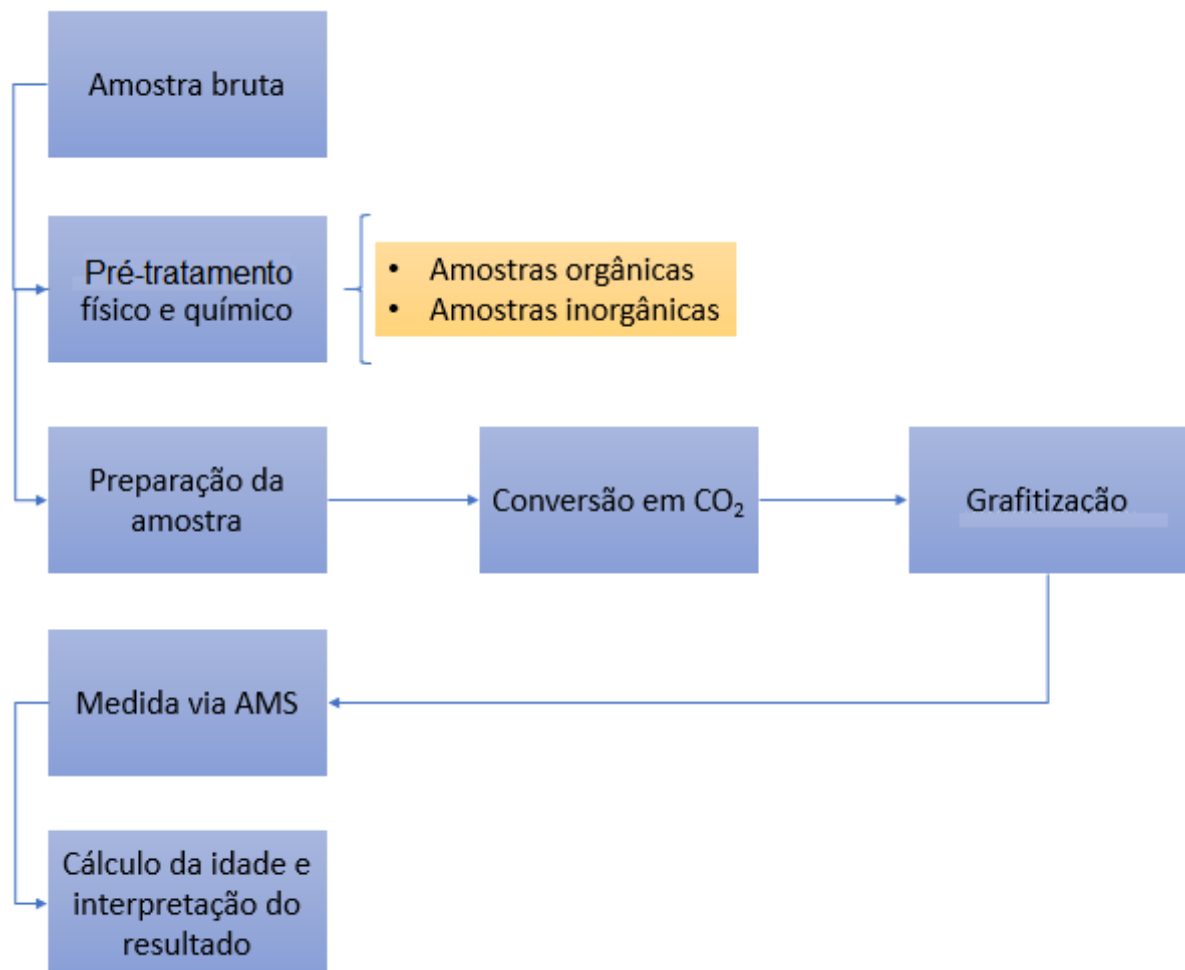 Amostra bruta
Pré-tratamento
físico e químico
• Amostras orgânicas
• Amostras inorgânicas
Preparação da
amostra
Conversão em CO₂
Grafitização
Medida via AMS
Cálculo da idade e
interpretação do
resultado